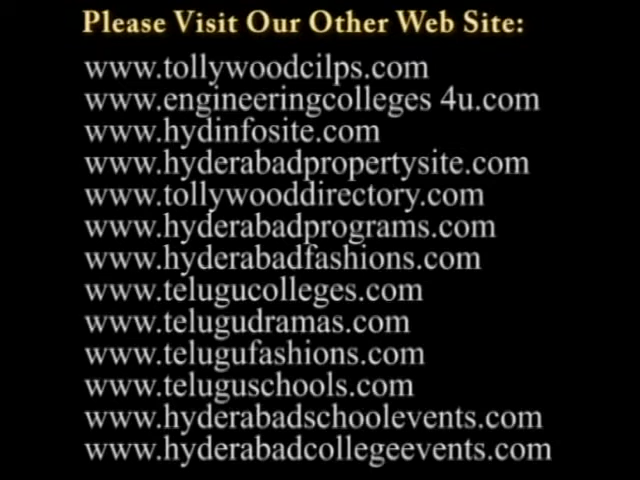 Please Visit Our Other Web Site:
www.tollywoodcilps.com
www.engineeringcolleges 4u.com
www.hydinfosite.com
www.hyderabadpropertysite.com
www.tollywooddirectory.com
www.hyderabadprograms.com
www.hyderabadfashions.com
www.telugucolleges.com
www.telugudramas.com
www.telugufashions.com
www.teluguschools.com
www.hyderabadschoolevents.com
www.hyderabadcollegeevents.com